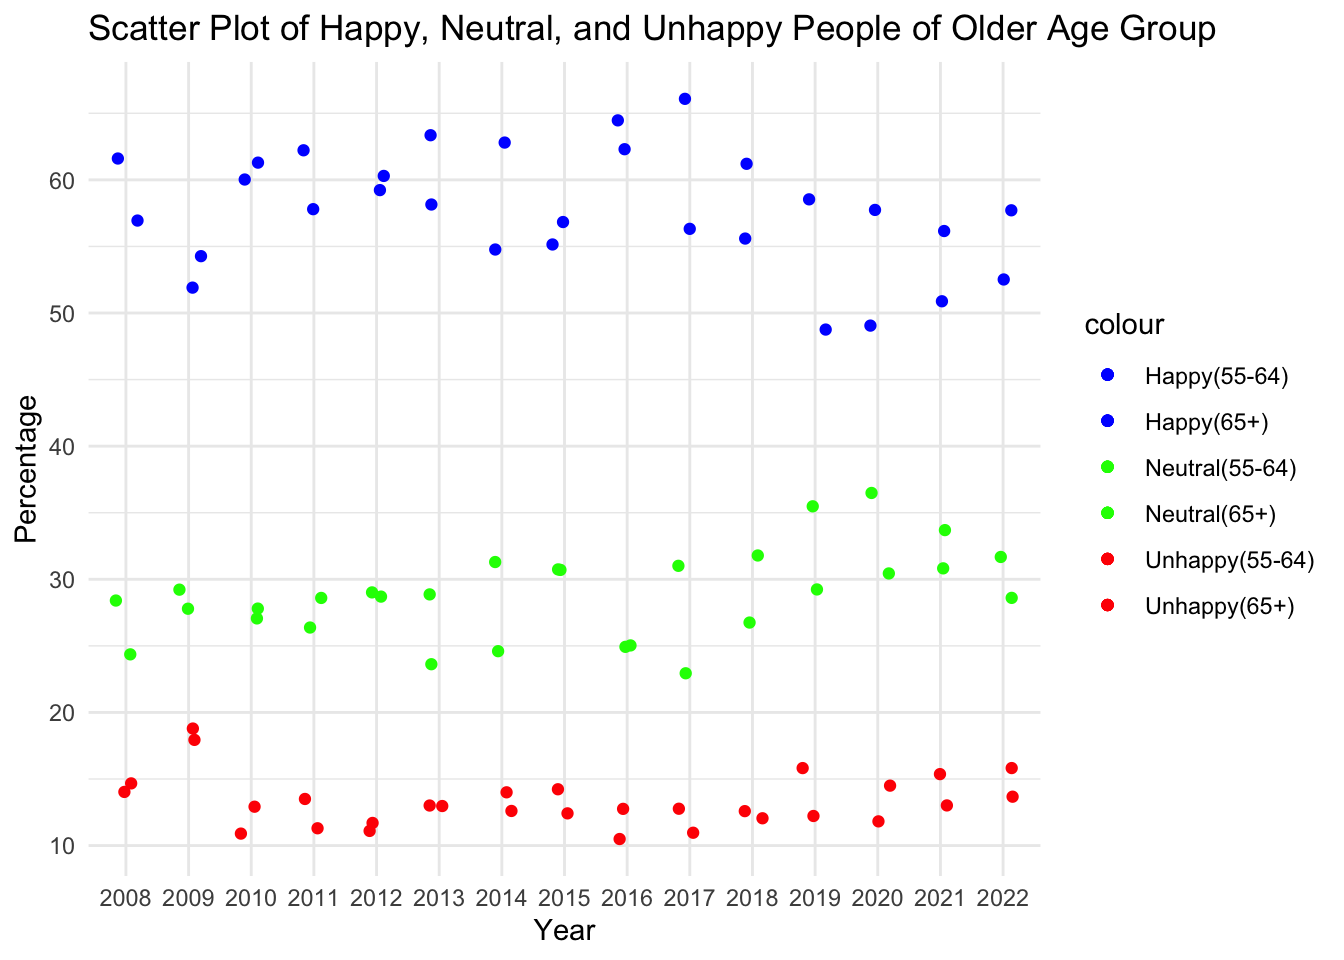 Scatter Plot of Happy, Neutral, and Unhappy People of Older Age Group
60
50
40
30
20
10
Percentage
2008 2009 2010 2011 2012 2013 2014 2015 2016 2017 2018 2019 2020 2021 2022
Year
colour
Happy(55-64)
Happy(65+)
Neutral(55-64)
Neutral(65+)
Unhappy(55-64)
Unhappy(65+)